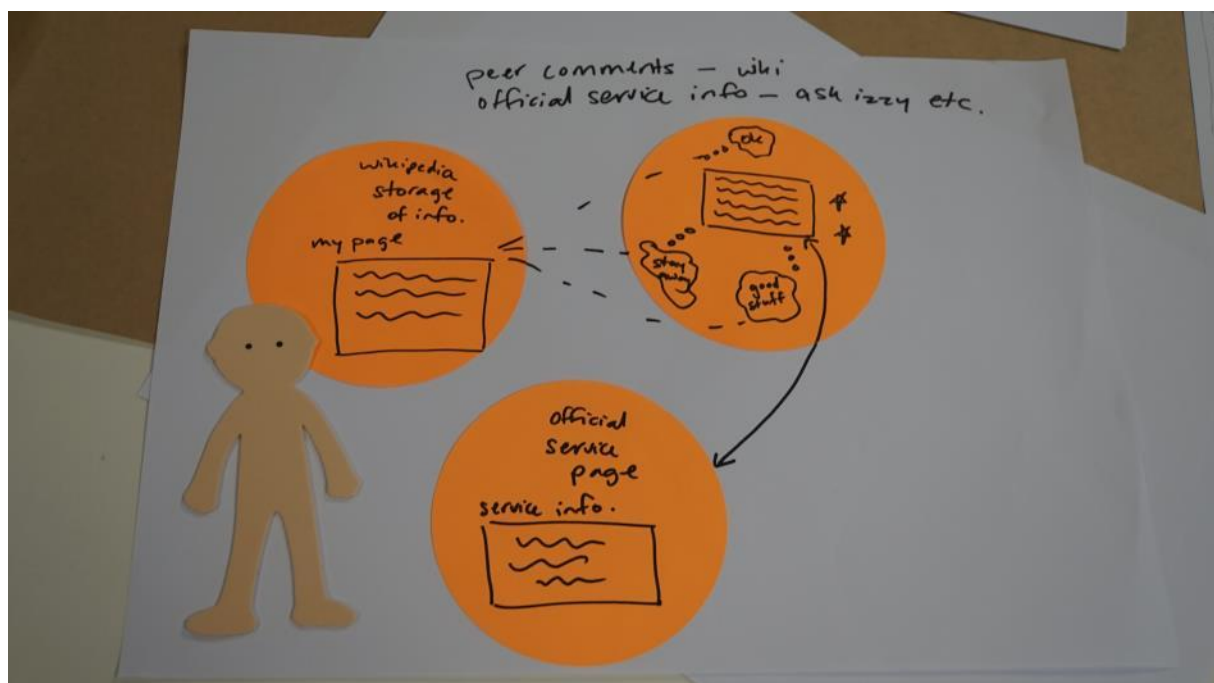 peer comments — wiki
official service info — ask izzy etc.
wikipedia
storage
of info.
my page
ok
stay
away
good
stuff
official
service
page
service info.